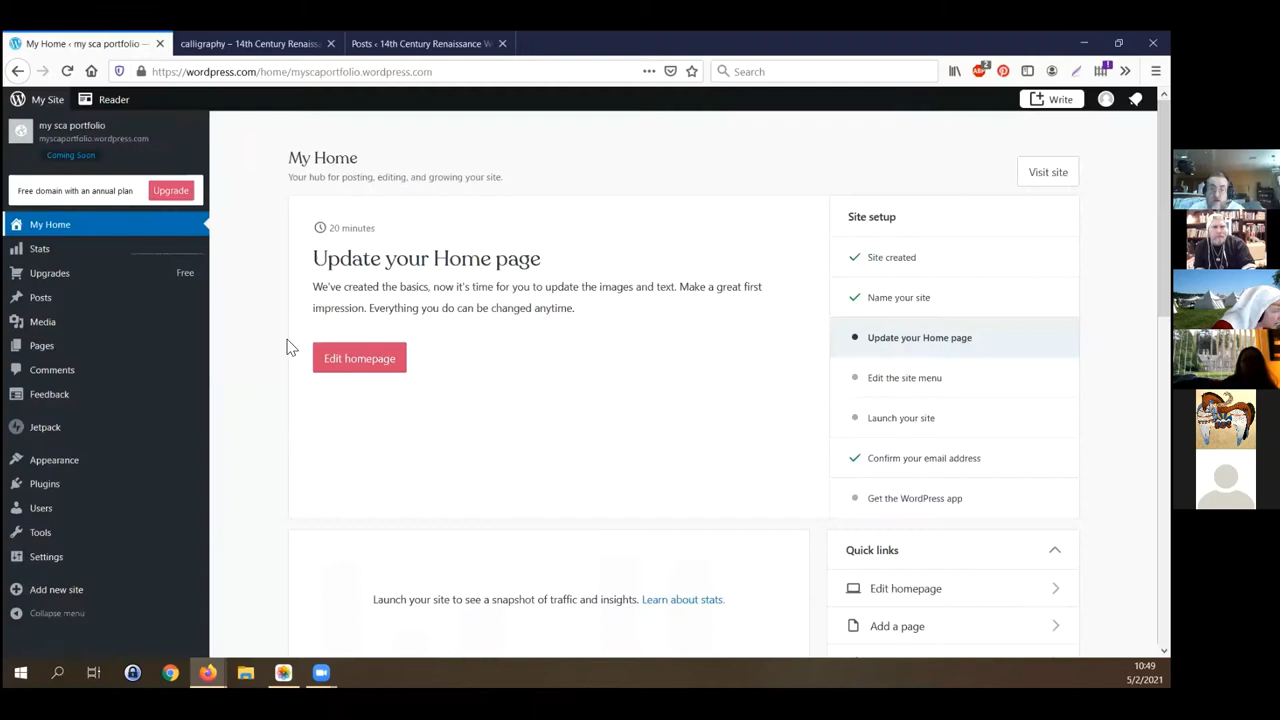 My Home ‹ my sca portfolio —
calligraphy – 14th Century Renaiss
Posts ‹ 14th Century Renaissance W
https://wordpress.com/home/myscaportfolio.wordpress.com
Search
2
My Site
Reader
Write
my sca portfolio
myscaportfolio.wordpress.com
Coming Soon
Free domain with an annual plan
Upgrade
My Home
Stats
Upgrades
Free
Posts
Media
Pages
Comments
Feedback
Jetpack
Appearance
Plugins
Users
Tools
Settings
Add new site
Collapse menu
My Home
Your hub for posting, editing, and growing your site.
Visit site
20 minutes
Update your Home page
We've created the basics, now it's time for you to update the images and text. Make a great first
impression. Everything you do can be changed anytime.
Edit homepage
Site setup
Site created
Name your site
Update your Home page
Edit the site menu
Launch your site
Confirm your email address
Get the WordPress app
Launch your site to see a snapshot of traffic and insights. Learn about stats.
Quick links
Edit homepage
Add a page
10:49
5/2/2021